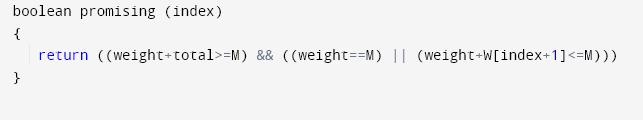 boolean promising (index)
{
return ((weight+total>=M) && ((weight==M) || (weight+W[index+1]<=M)))
}